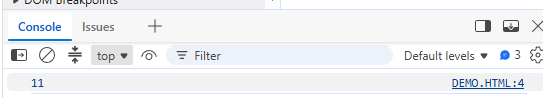 DOM Breakpoints
Console Issues
top Filter Default levels 3
11 DEMO.HTML:4